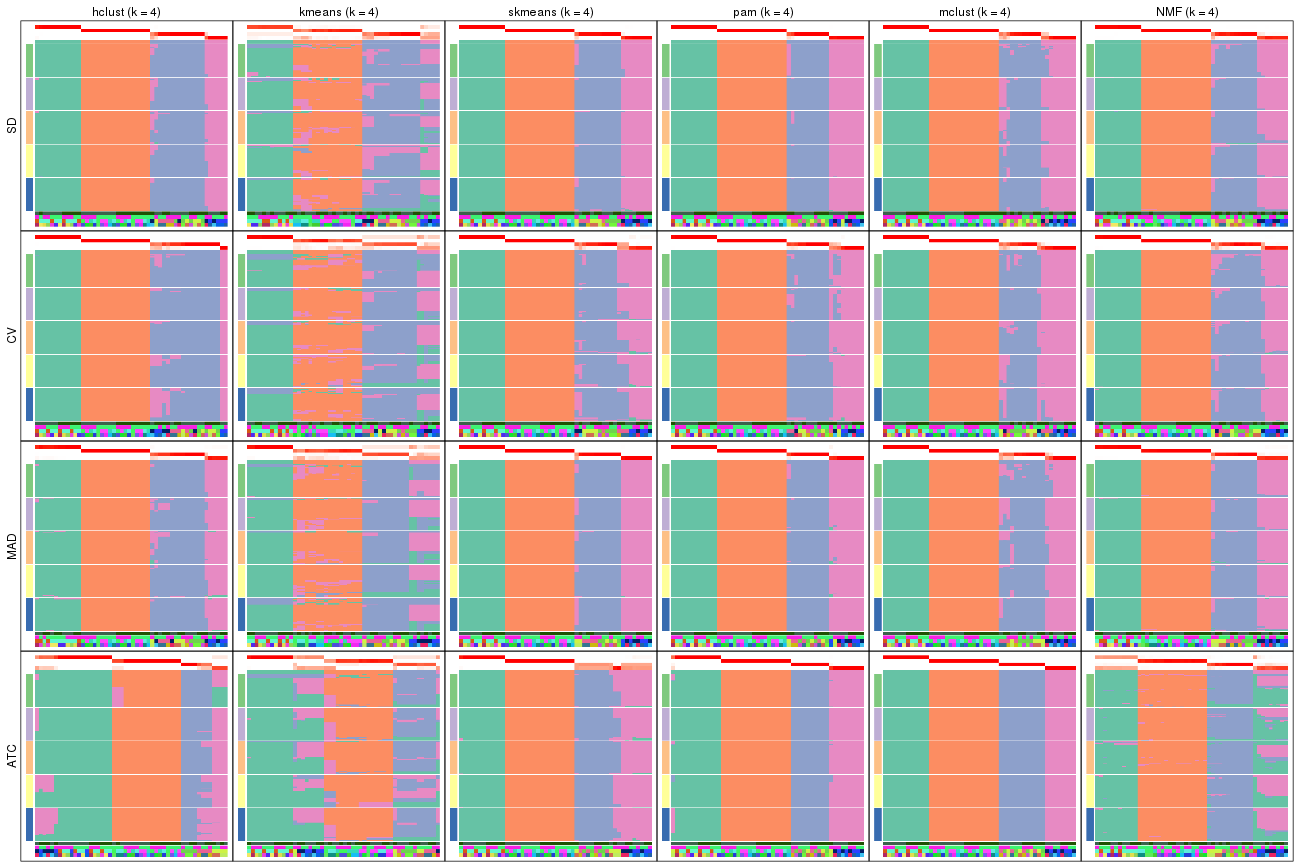 hclust (k = 4) kmeans (k = 4) skmeans (k = 4) pam (k = 4) mclust (k = 4) NMF (k = 4)
SD
CV
MAD
ATC